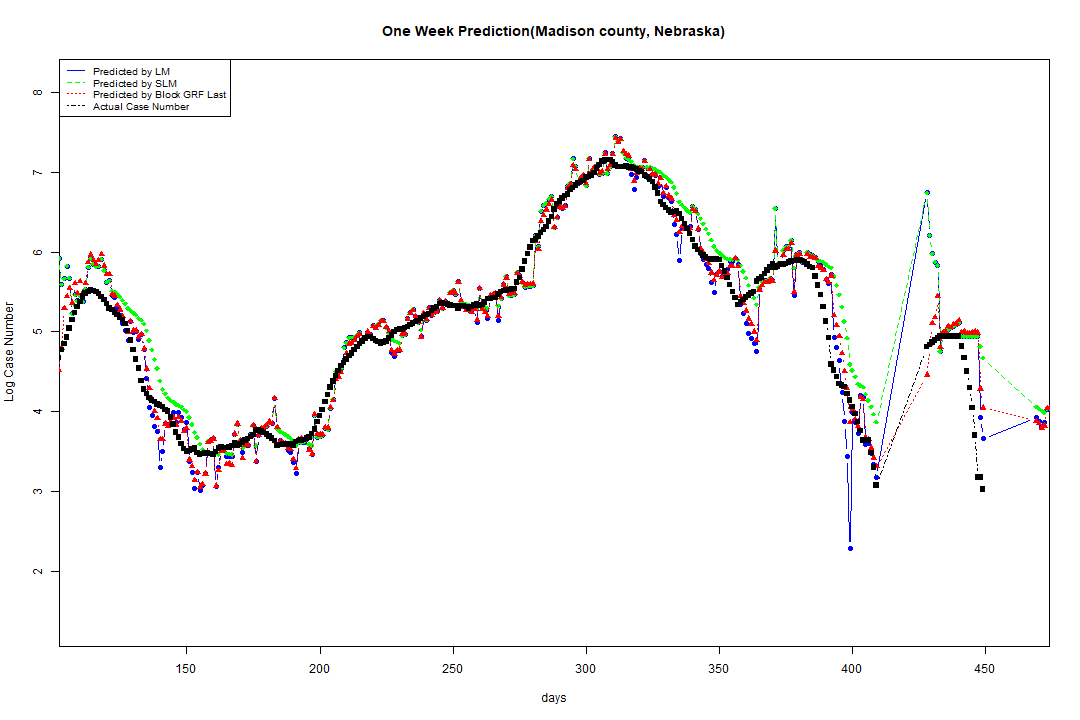 One Week Prediction(Madison county, Nebraska)
Predicted by LM
Predicted by SLM
Predicted by Block GRF Last
Actual Case Number
8
7
6
5
4
3
2
Log Case Number
150 200 250 300 350 400 450
days